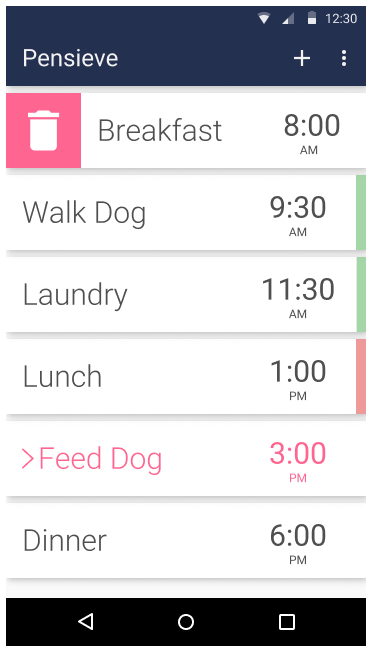 12:30
Pensieve
Breakfast 8:00
AM
Walk Dog 9:30
AM
Laundry 11:30
AM
Lunch 1:00
PM
>Feed Dog 3:00
PM
Dinner 6:00
PM